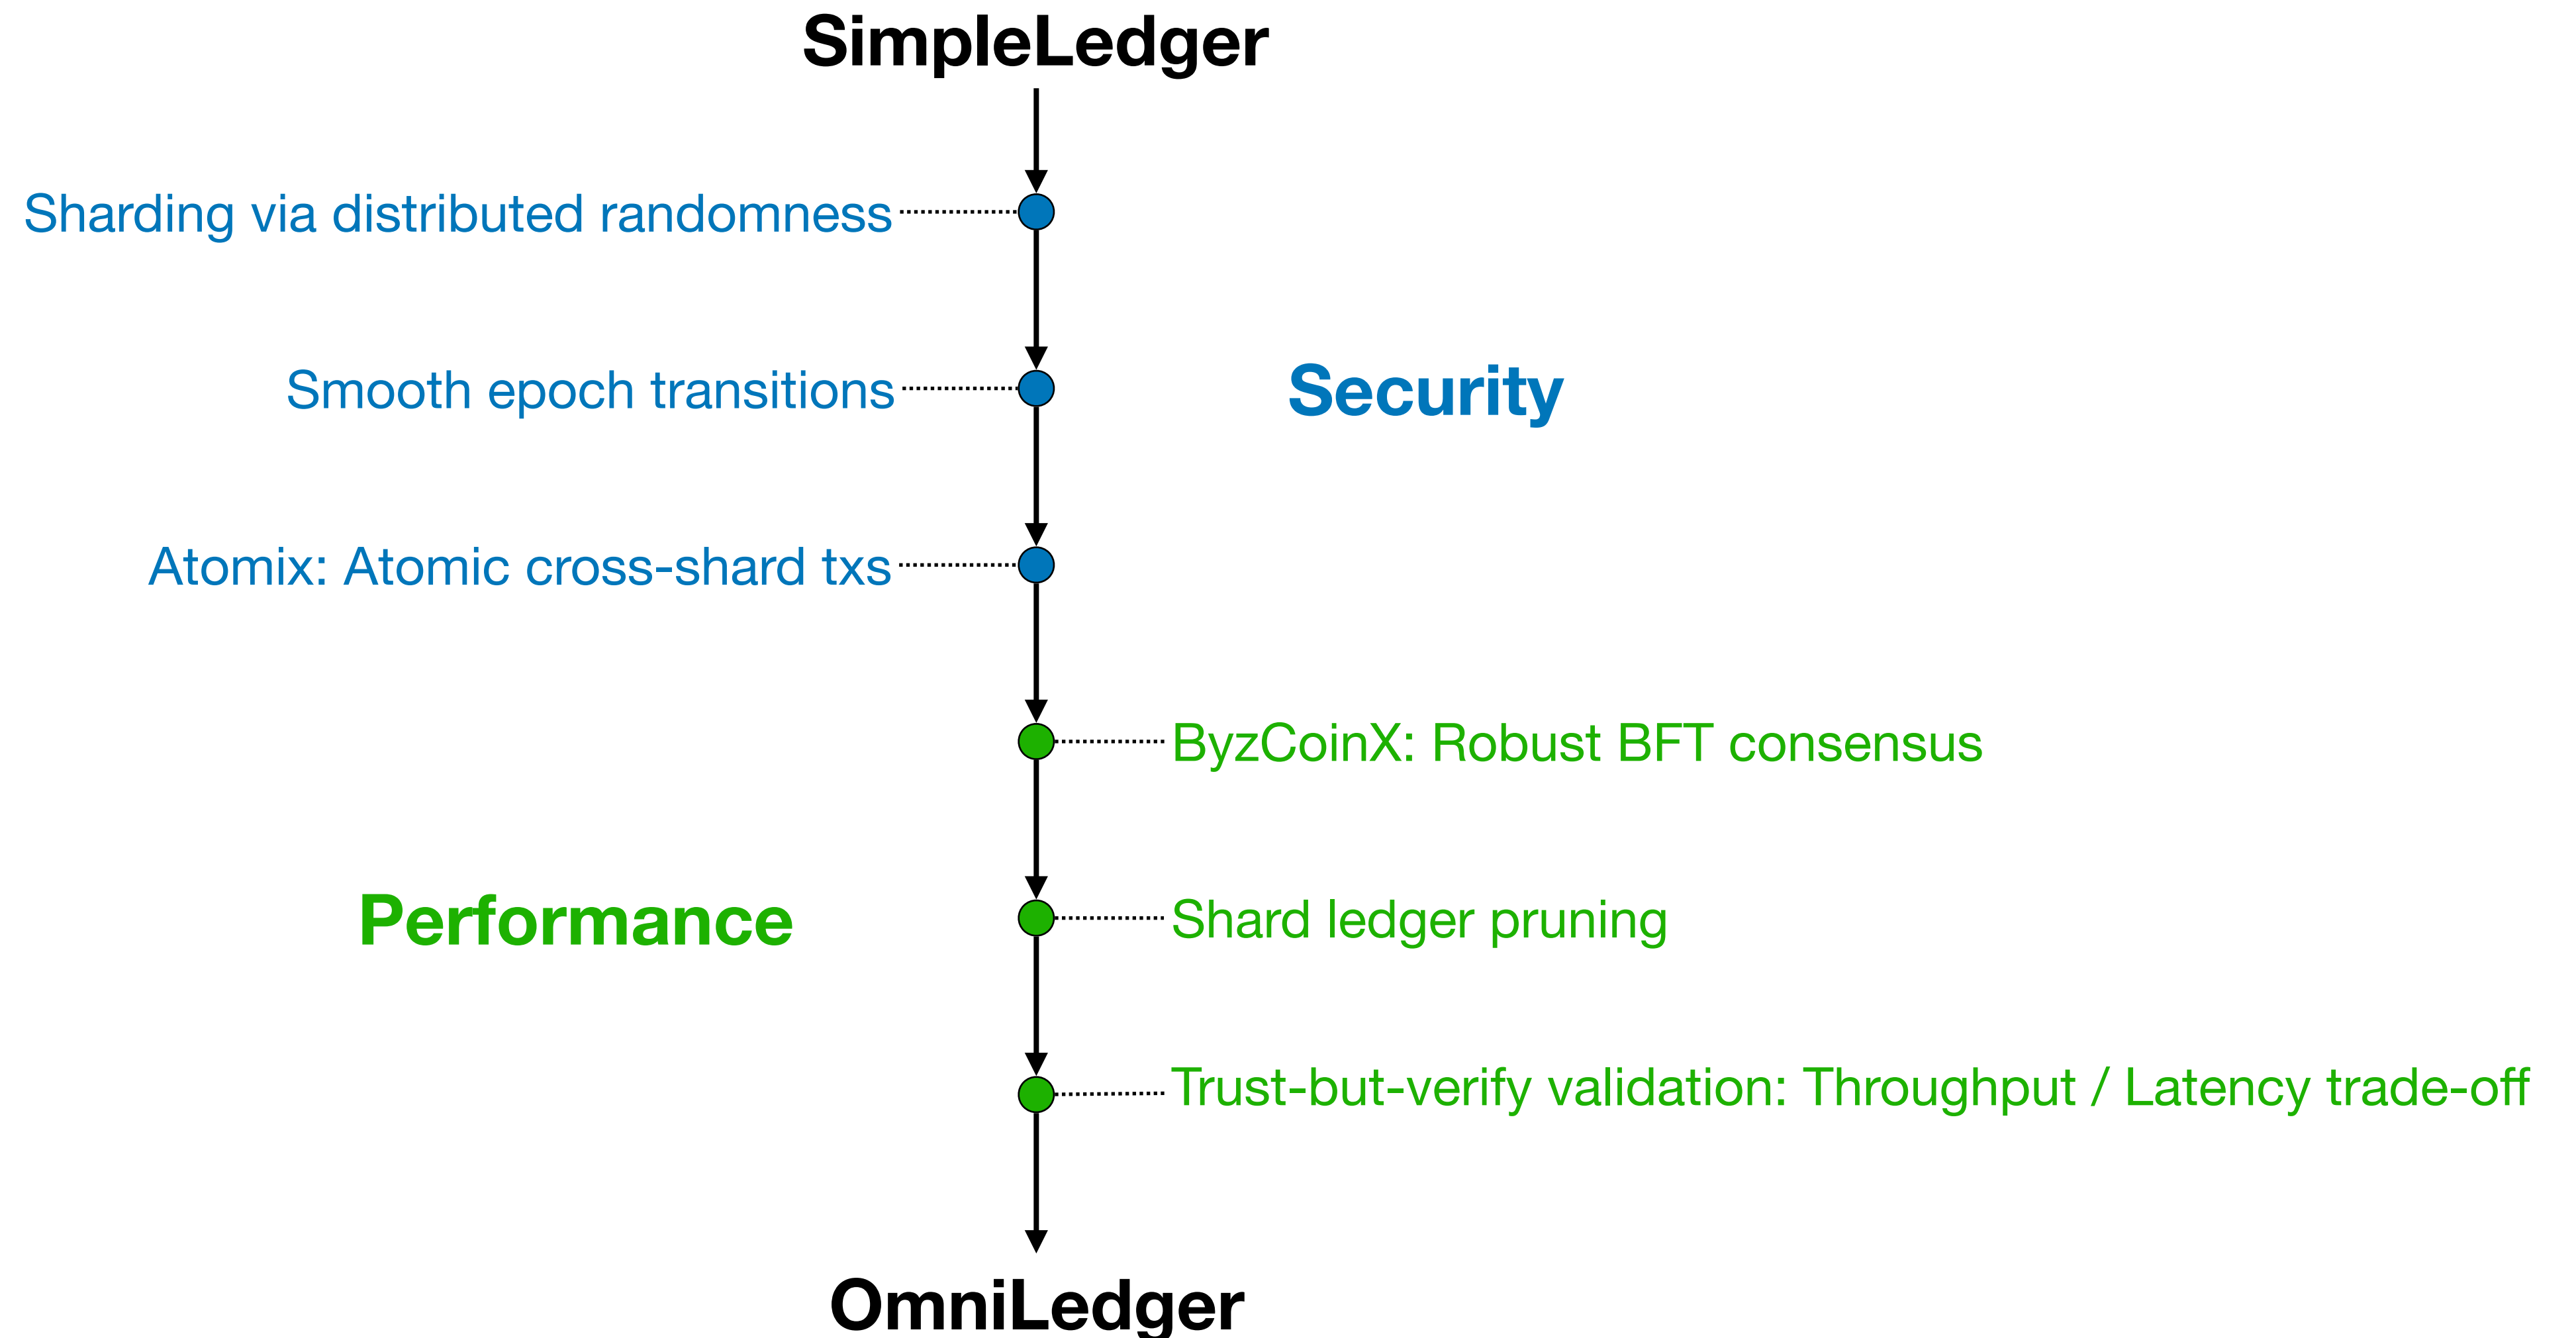 SimpleLedger
Sharding via distributed randomness
Smooth epoch transitions
Security
Atomix: Atomic cross-shard txs
ByzCoinX: Robust BFT consensus
Performance
Shard ledger pruning
Trust-but-verify validation: Throughput / Latency trade-off
OmniLedger